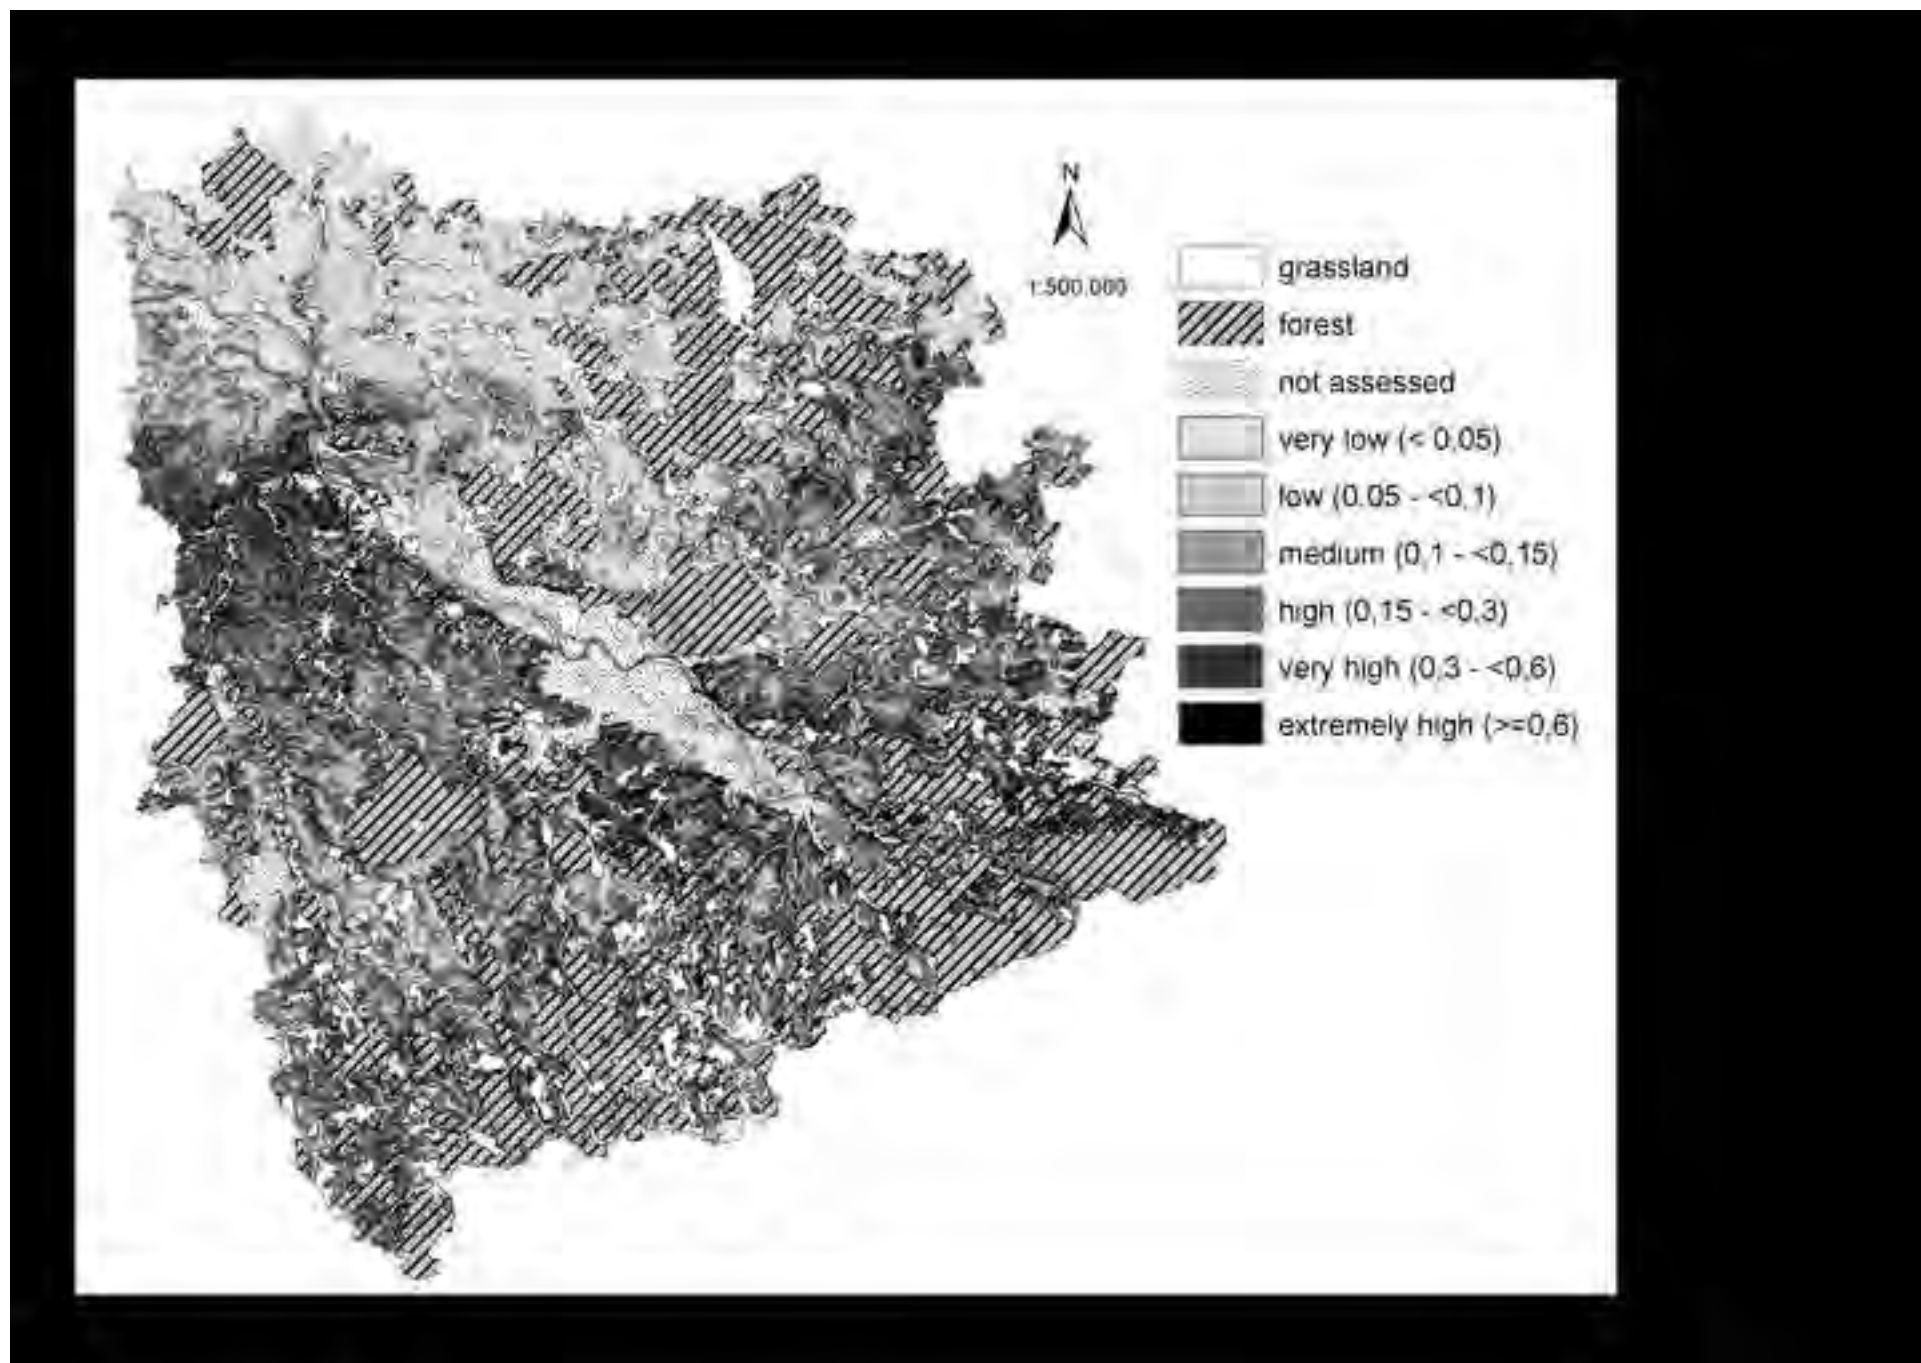 N
1:500.000
grassland
forest
not assessed
very low (< 0.05)
low (0.05 - <0,1)
medium (0,1 - <0,15)
high (0,15 - <0,3)
very high (0,3 - <0,6)
extremely high (>=0,6)